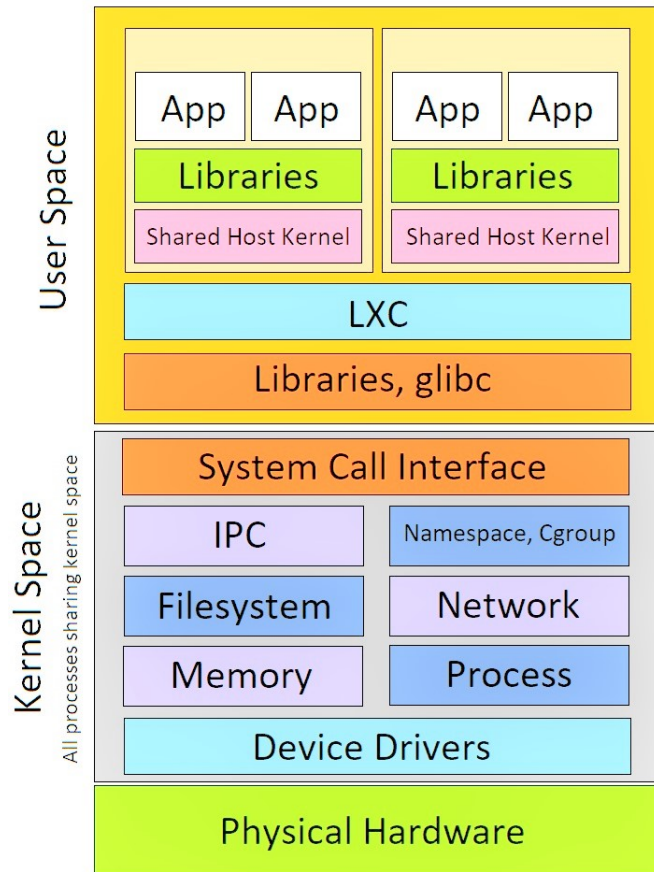 User Space
App
App
App
App
Libraries
Libraries
Shared Host Kernel
Shared Host Kernel
LXC
Libraries, glibc
Kernel Space
All processes sharing kernel space
System Call Interface
IPC
Namespace, Cgroup
Filesystem
Network
Memory
Process
Device Drivers
Physical Hardware